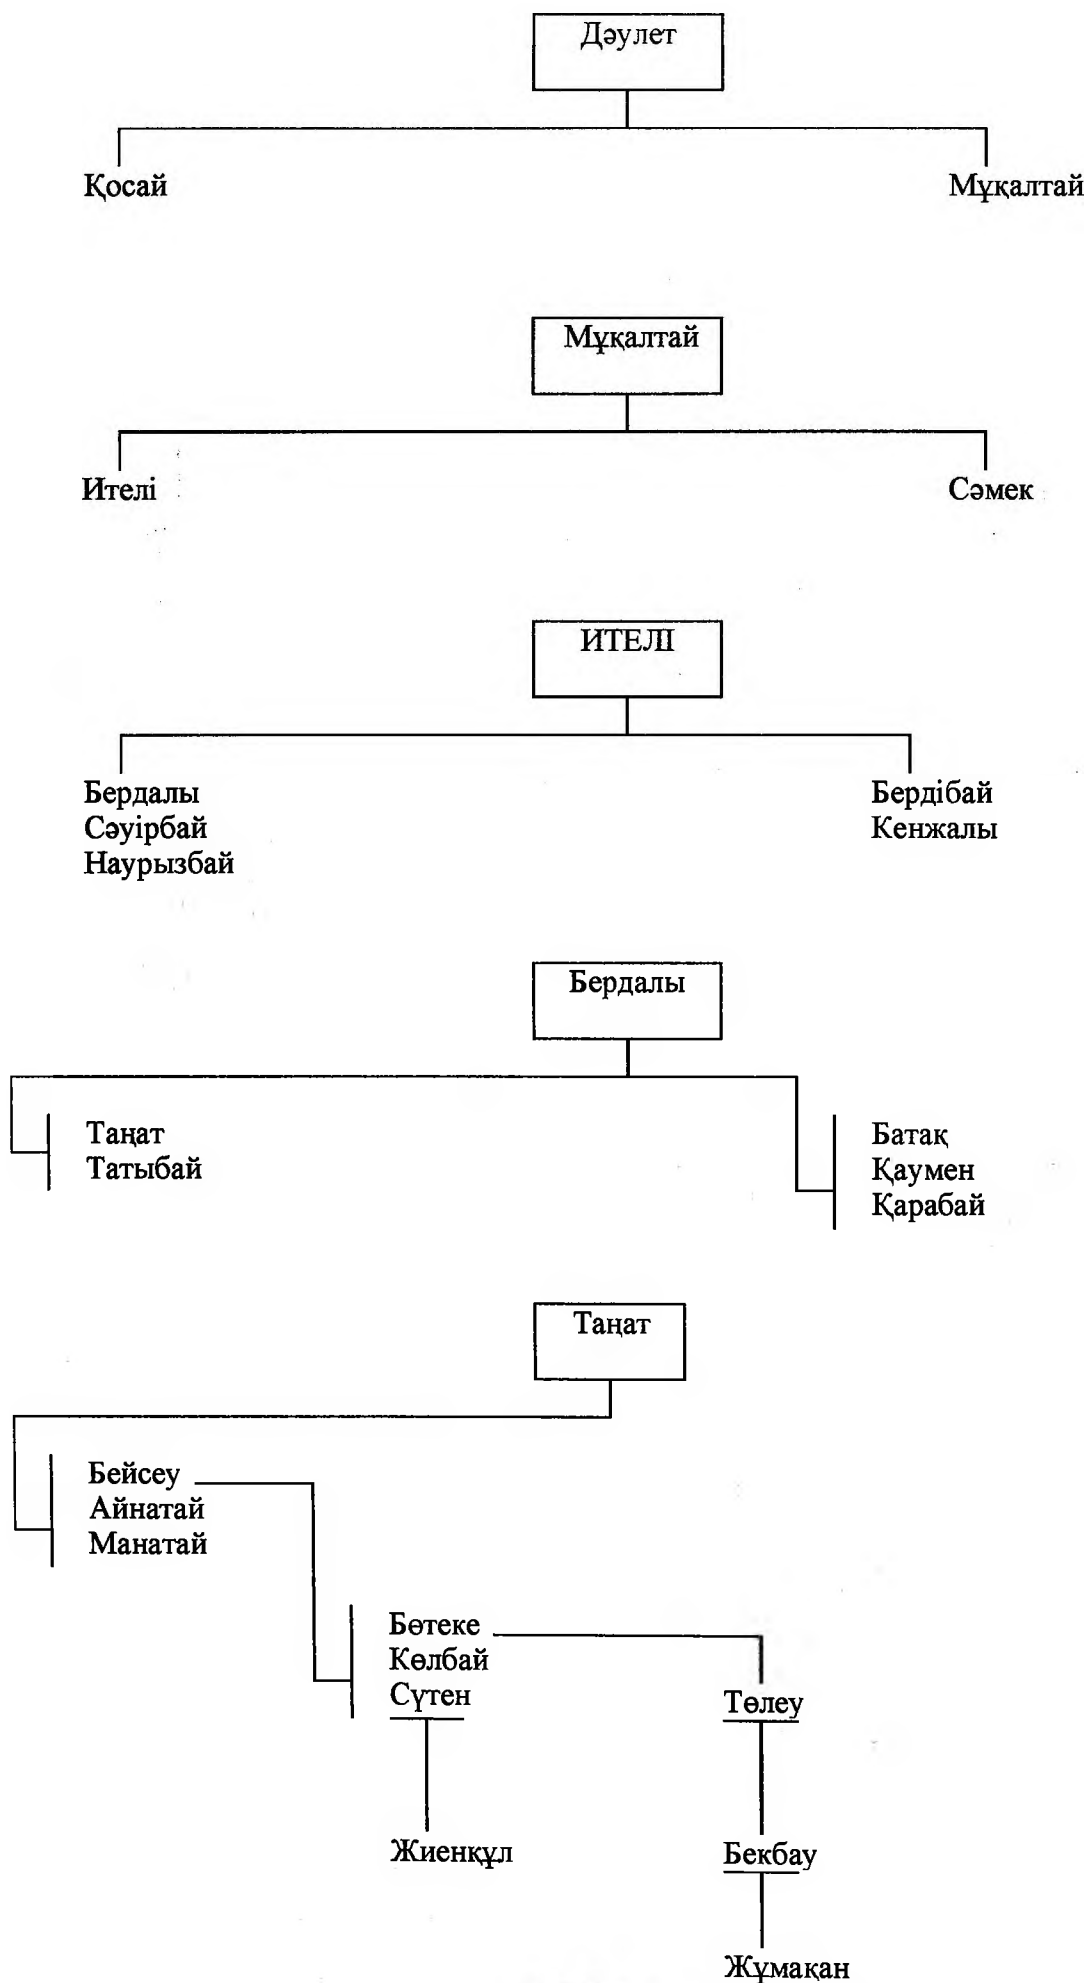 Дәулет
Қосай
Мұқалтай
Мұқалтай
Ителі
Сәмек
ИТЕЛІ
Бердалы
Сәуірбай
Наурызбай
Бердібай
Кенжалы
Бердалы
Таңат
Татыбай
Батақ
Қаумен
Қарабай
Таңат
Бейсеу
Айнатай
Манатай
Бөтеке
Көлбай
Сүтен
Төлеу
Жиенқұл
Бекбау
Жұмақан